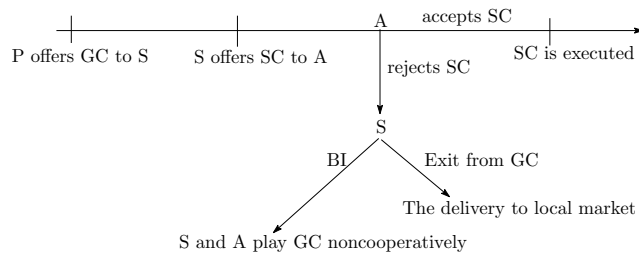 A
accepts SC
P offers GC to S
S offers SC to A
SC is executed
rejects SC
S
BI
Exit from GC
The delivery to local market
S and A play GC noncooperatively